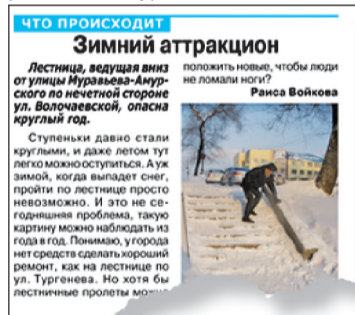 ЧТО ПРОИСХОДИТ
Зимний аттракцион
Лестница, ведущая вниз
от улицы Муравьева-Амур-
ского по нечетной стороне
ул. Волочаевской, опасна
круглый год.
Ступеньки давно стали
круглыми, и даже летом тут
легко можно оступиться. А уж
зимой, когда выпадет снег,
пройти по лестнице просто
невозможно. И это не се-
годняшняя проблема, такую
картину можно наблюдать из
года в год. Понимаю, у города
нет средств сделать хороший
ремонт, как на лестнице по
ул. Тургенева. Но хотя бы
лестничные пролеты можно
положить новые, чтобы люди
не ломали ноги?
Раиса Войкова